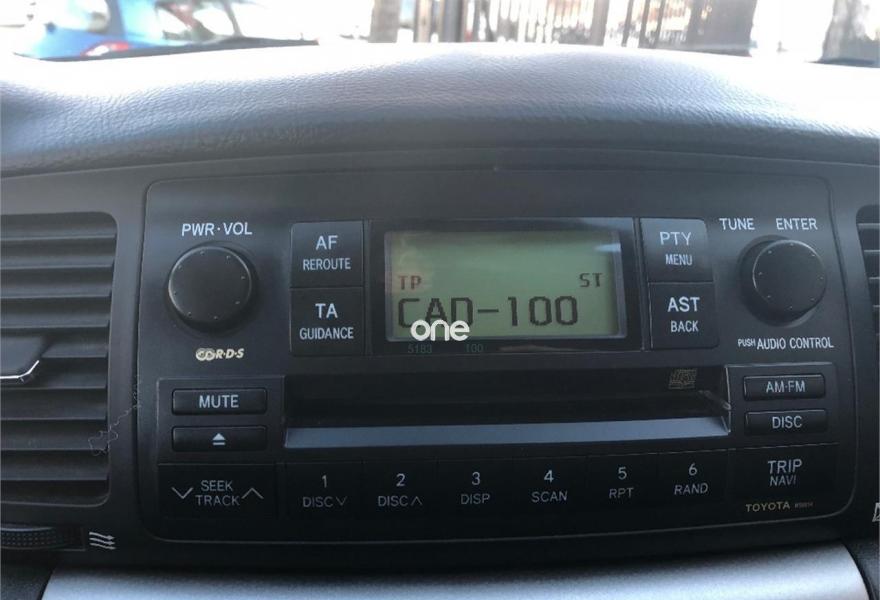 PWR·VOL
AF
REROUTE
TA
GUIDANCE
TP
ST
CAD-100
one
5183 100
PTY
MENU
AST
BACK
TUNE ENTER
PUSH AUDIO CONTROL
R·D·S
MUTE
AM·FM
DISC
SEEK
TRACK
1
DISC
2
DISC
3
DISP
4
SCAN
5
RPT
6
RAND
TRIP
NAVI
TOYOTA